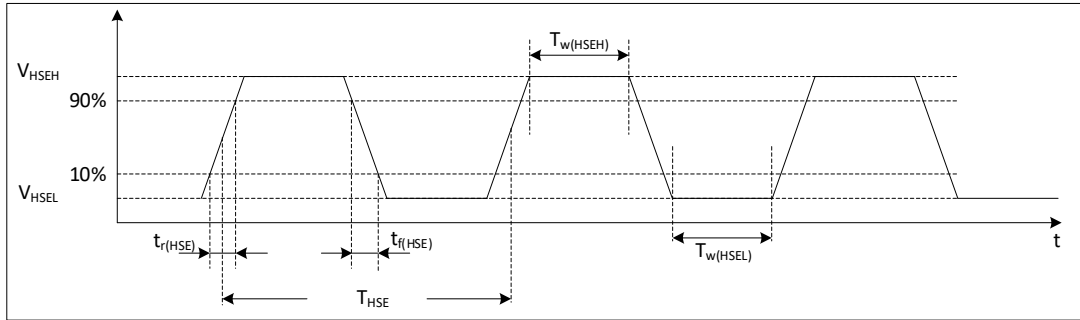 T_w(HSEH)
V_HSEH
90%
10%
V_HSEL
t_r(HSE)
t_f(HSE)
T_w(HSEL)
t
T_HSE